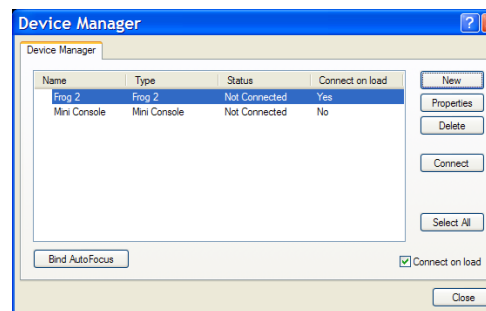 Device Manager
Device Manager
Name Type Status Connect on load
Frog 2 Frog 2 Not Connected Yes
Mini Console Mini Console Not Connected No
New
Properties
Delete
Connect
Select All
Bind AutoFocus
Connect on load
Close